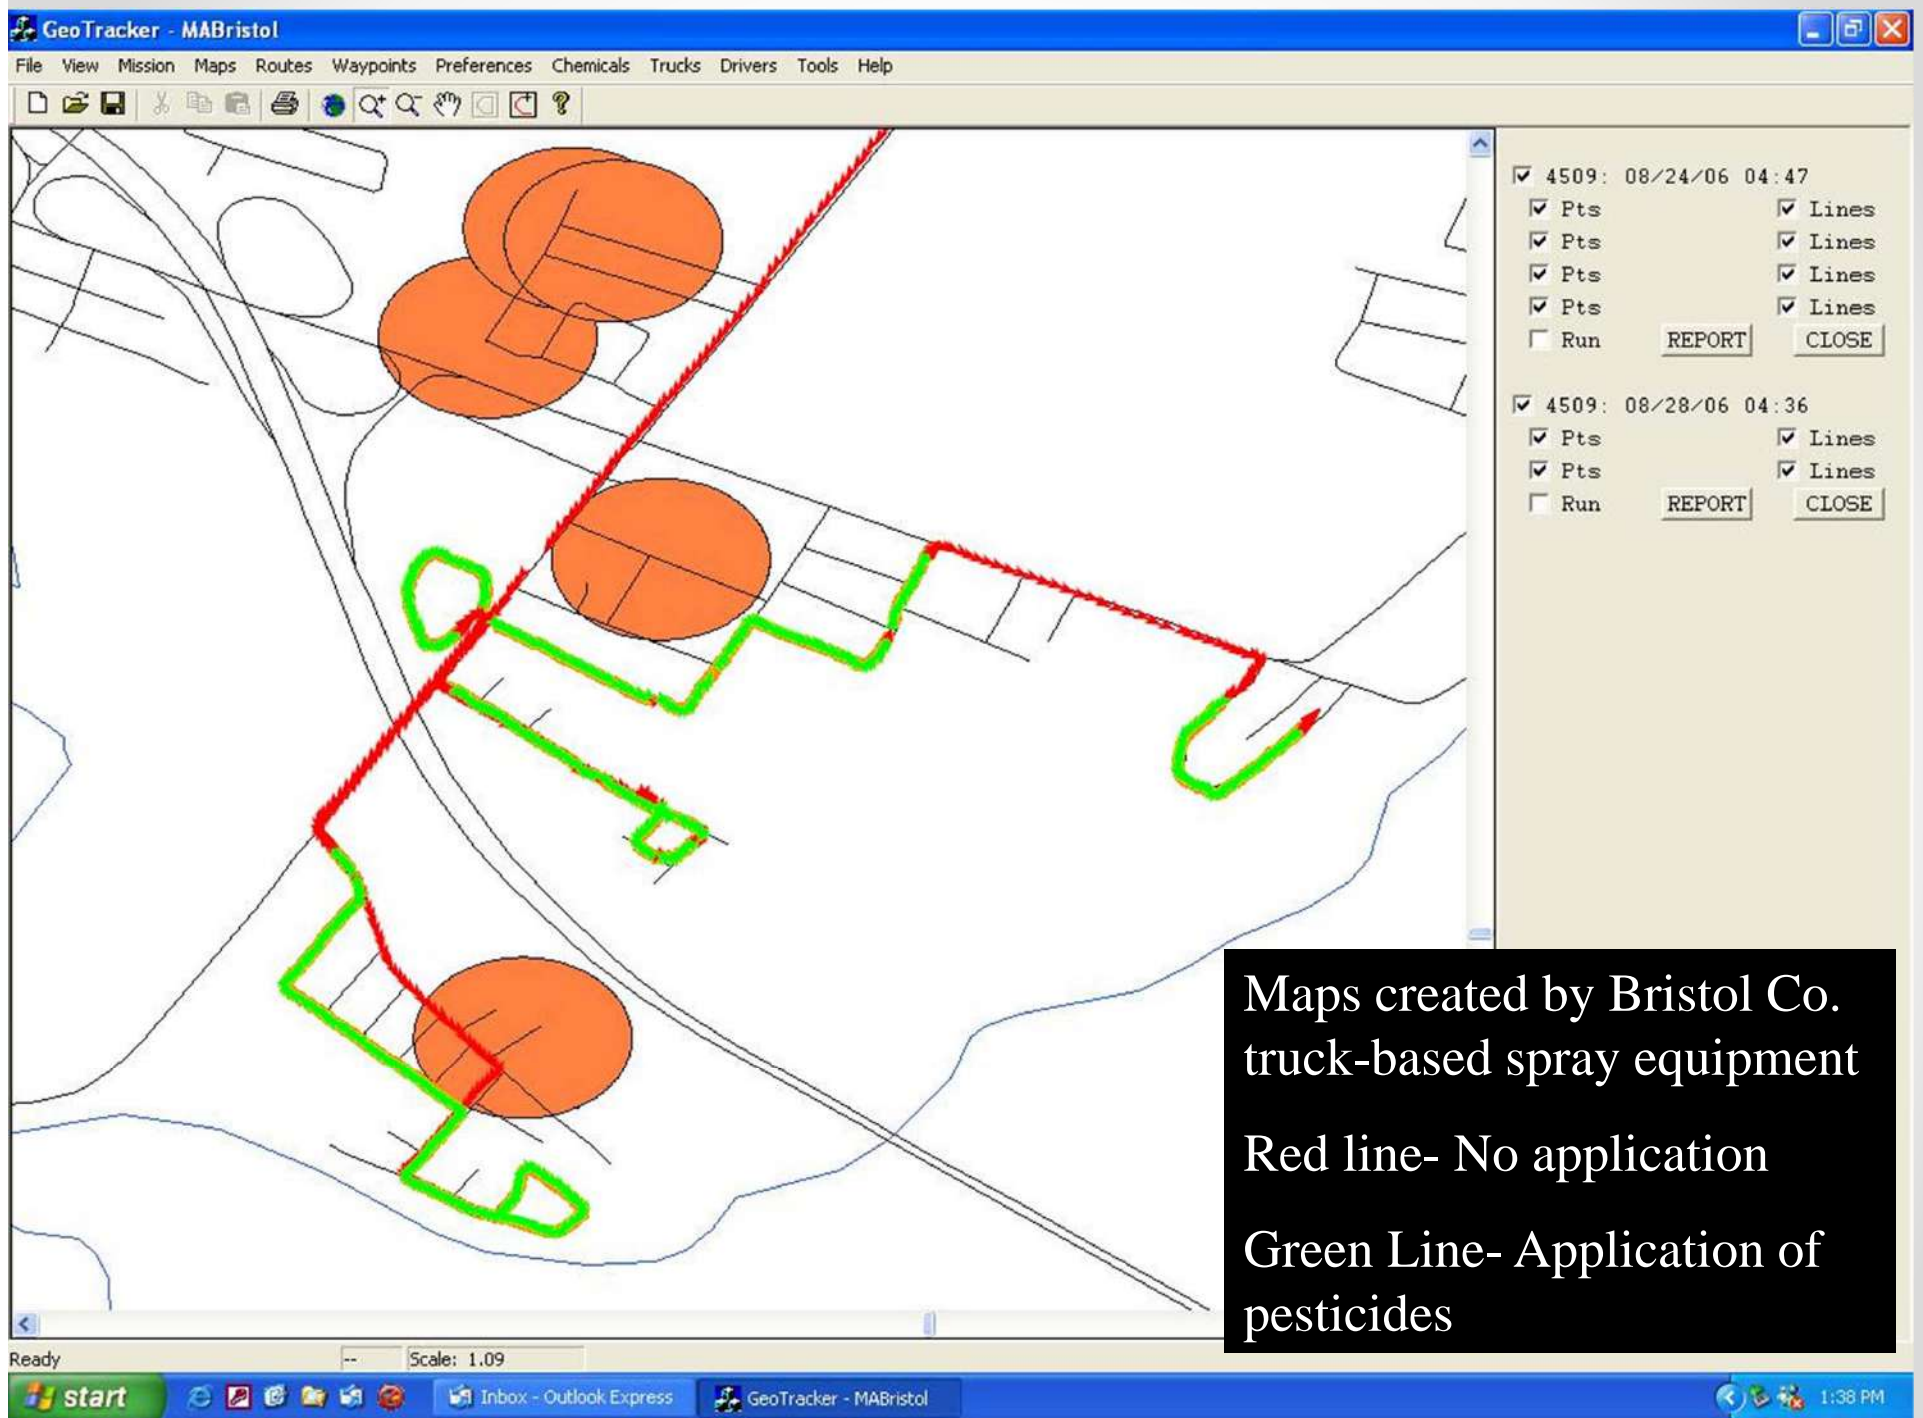 GeoTracker - MABristol
File View Mission Maps Routes Waypoints Preferences Chemicals Trucks Drivers Tools Help
4509: 08/24/06 04:47
Pts Lines
Pts Lines
Pts Lines
Pts Lines
Run REPORT CLOSE
4509: 08/28/06 04:36
Pts Lines
Pts Lines
Run REPORT CLOSE
Maps created by Bristol Co.
truck-based spray equipment
Red line- No application
Green Line- Application of
pesticides
Ready -- Scale: 1.09
start Inbox - Outlook Express GeoTracker - MABristol 1:38 PM